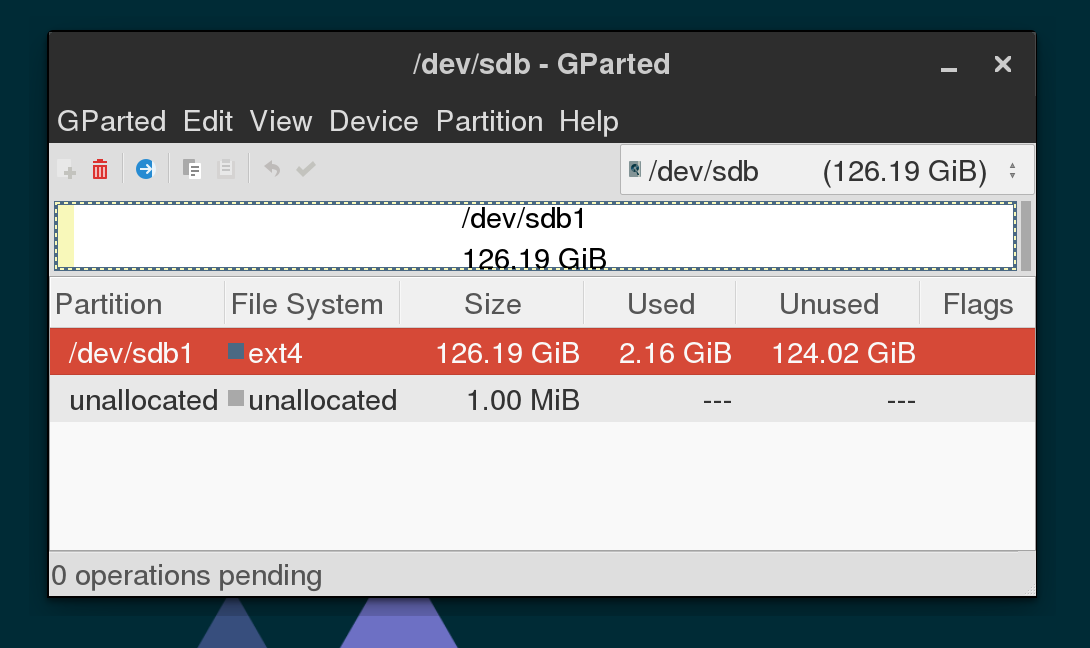 /dev/sdb - GParted
GParted Edit View Device Partition Help
/dev/sdb (126.19 GiB)
/dev/sdb1
126.19 GiB
Partition File System Size Used Unused Flags
/dev/sdb1 ext4 126.19 GiB 2.16 GiB 124.02 GiB
unallocated unallocated 1.00 MiB --- ---
0 operations pending